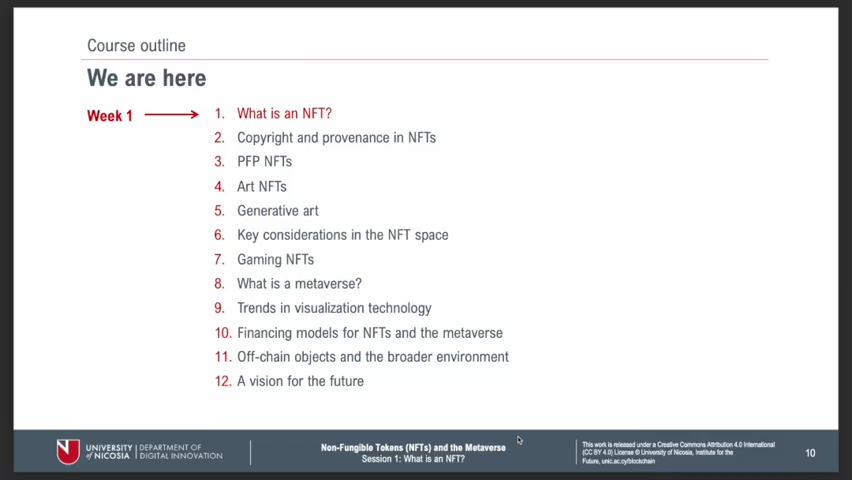 Course outline
We are here
Week 1
1. What is an NFT?
2. Copyright and provenance in NFTs
3. PFP NFTs
4. Art NFTs
5. Generative art
6. Key considerations in the NFT space
7. Gaming NFTs
8. What is a metaverse?
9. Trends in visualization technology
10. Financing models for NFTs and the metaverse
11. Off-chain objects and the broader environment
12. A vision for the future
UNIVERSITY of NICOSIA
DEPARTMENT OF DIGITAL INNOVATION
Non-Fungible Tokens (NFTs) and the Metaverse
Session 1: What is an NFT?
This work is released under a Creative Commons Attribution 4.0 International
(CC BY 4.0) License © University of Nicosia, Institute for the
Future, unic.ac.cy/blockchain
10